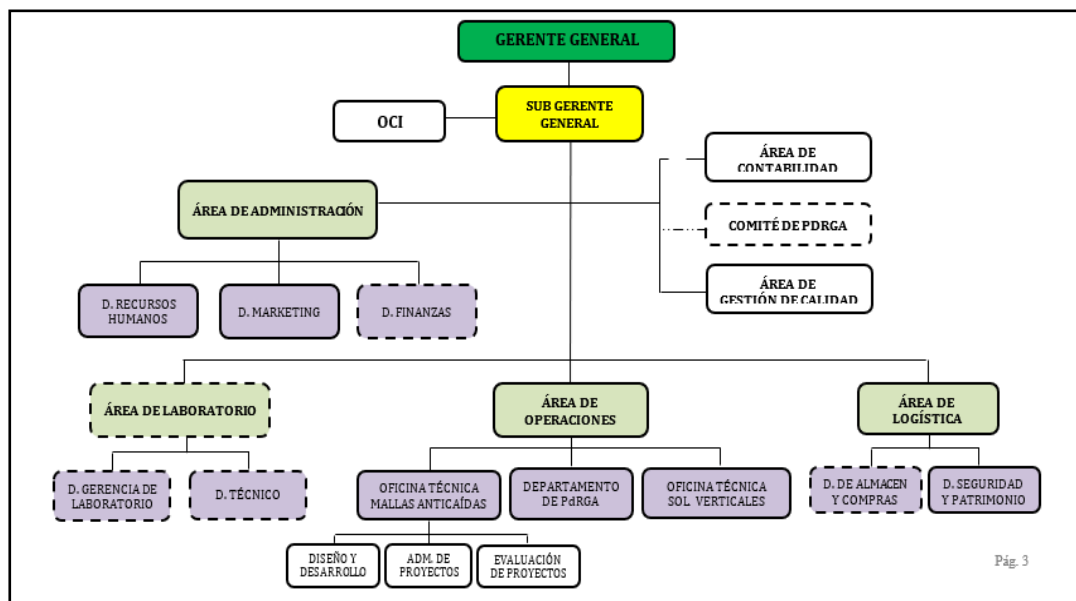 GERENTE GENERAL
SUB GERENTE
GENERAL
OCI
ÁREA DE
CONTABILIDAD
ÁREA DE ADMINISTRACIÓN
COMITÉ DE PDRGA
ÁREA DE
GESTIÓN DE CALIDAD
D. RECURSOS
HUMANOS
D. MARKETING
D. FINANZAS
ÁREA DE LABORATORIO
ÁREA DE
OPERACIONES
ÁREA DE
LOGÍSTICA
D. GERENCIA DE
LABORATORIO
D. TÉCNICO
OFICINA TÉCNICA
MALLAS ANTICAÍDAS
DEPARTAMENTO
DE PdRGA
OFICINA TÉCNICA
SOL VERTICALES
D. DE ALMACEN
Y COMPRAS
D. SEGURIDAD
Y PATRIMONIO
DISEÑO Y
DESARROLLO
ADM. DE
PROYECTOS
EVALUACIÓN
DE PROYECTOS
Pág. 3